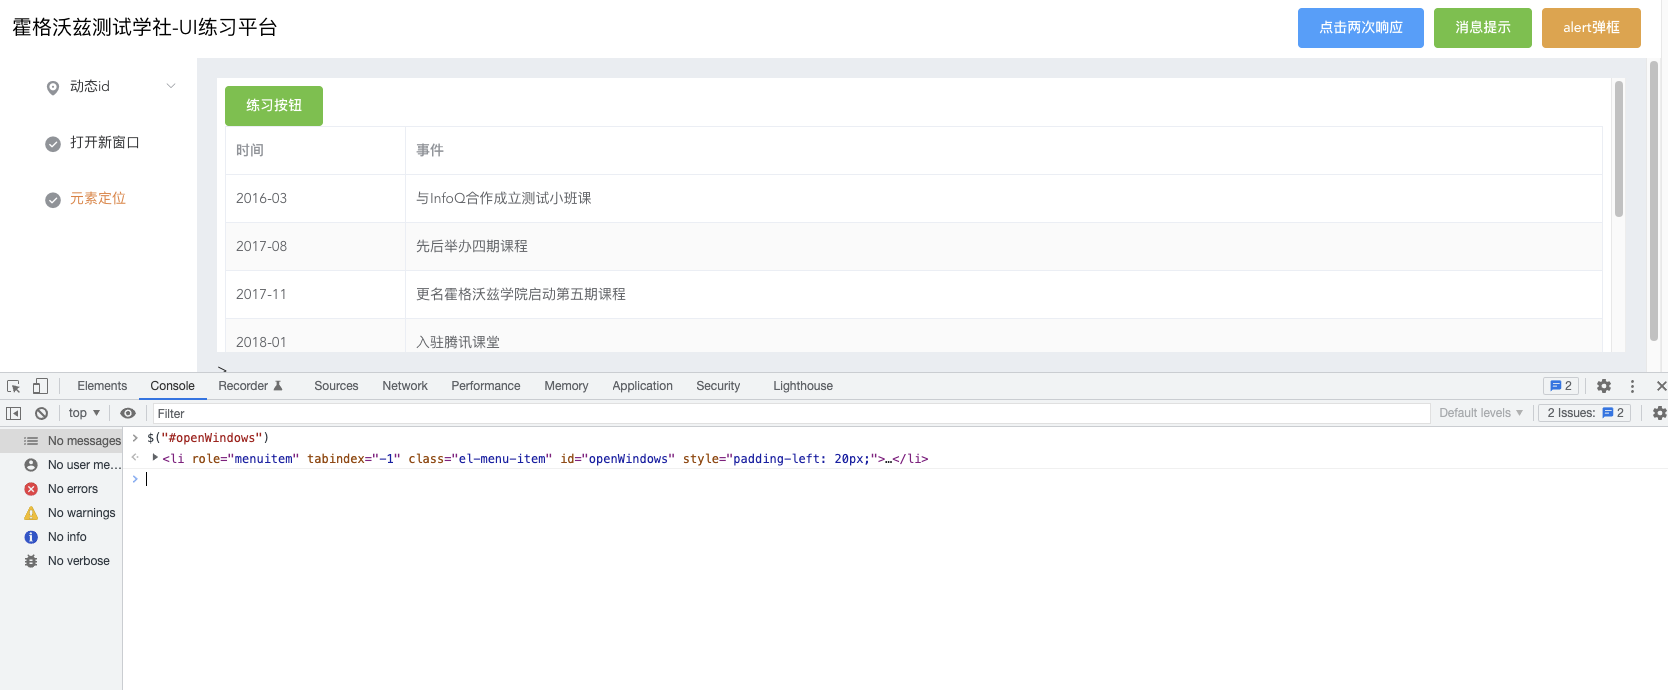 霍格沃兹测试学社-UI练习平台
点击两次响应 消息提示 alert弹框
动态id
打开新窗口
元素定位
练习按钮
时间 事件
2016-03 与InfoQ合作成立测试小班课
2017-08 先后举办四期课程
2017-11 更名霍格沃兹学院启动第五期课程
2018-01 入驻腾讯课堂
>
Elements Console Recorder Sources Network Performance Memory Application Security Lighthouse 2
top Filter Default levels 2 Issues: 2
No messages
No user me...
No errors
No warnings
No info
No verbose
$("#openWindows")
<li role="menuitem" tabindex="-1" class="el-menu-item" id="openWindows" style="padding-left: 20px;">…</li>